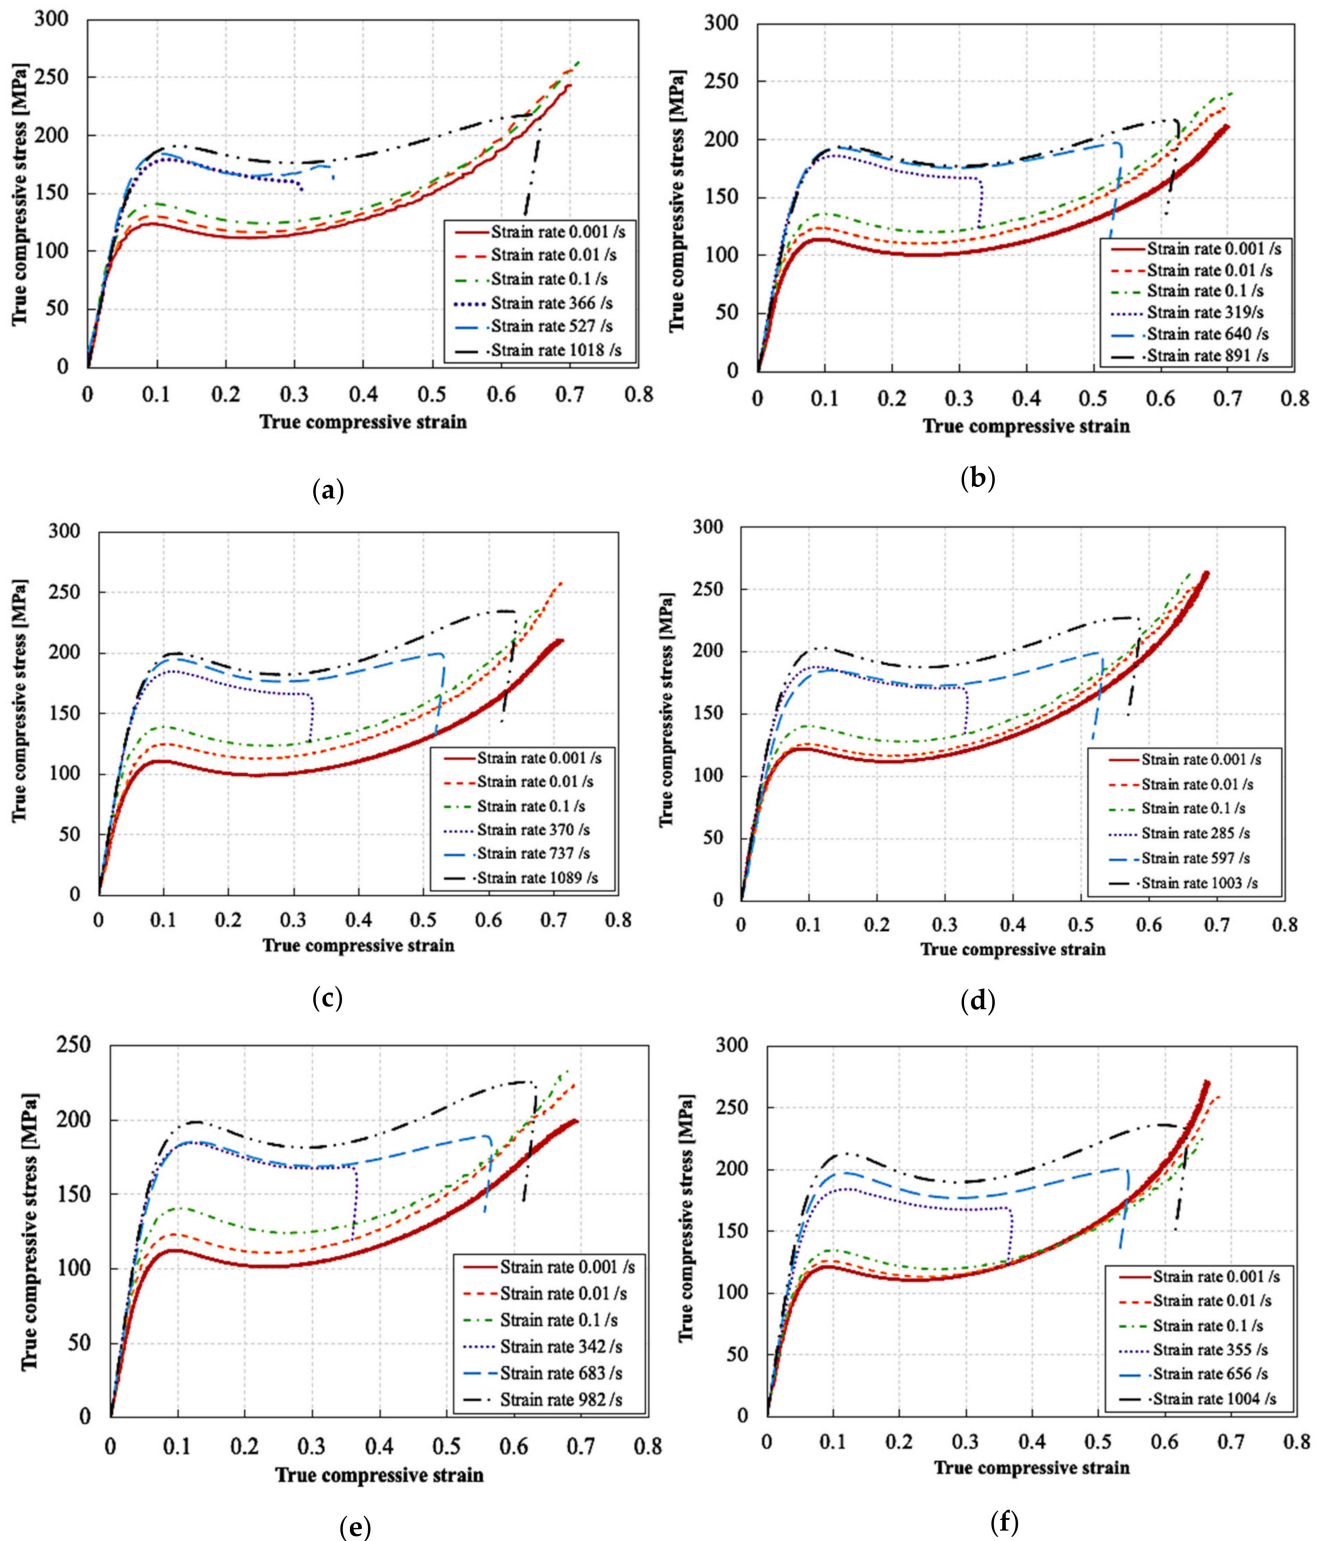 300
250
200
150
100
50
0
True compressive stress [MPa]
Strain rate 0.001 /s
Strain rate 0.01 /s
Strain rate 0.1 /s
Strain rate 366 /s
Strain rate 527 /s
Strain rate 1018 /s
0 0.1 0.2 0.3 0.4 0.5 0.6 0.7 0.8
True compressive strain
(a)
300
250
200
150
100
50
0
True compressive stress [MPa]
Strain rate 0.001 /s
Strain rate 0.01 /s
Strain rate 0.1 /s
Strain rate 319/s
Strain rate 640 /s
Strain rate 891 /s
0 0.1 0.2 0.3 0.4 0.5 0.6 0.7 0.8
True compressive strain
(b)
300
250
200
150
100
50
0
True compressive stress [MPa]
Strain rate 0.001 /s
Strain rate 0.01 /s
Strain rate 0.1 /s
Strain rate 370 /s
Strain rate 737 /s
Strain rate 1089 /s
0 0.1 0.2 0.3 0.4 0.5 0.6 0.7 0.8
True compressive strain
(c)
300
250
200
150
100
50
0
True compressive stress [MPa]
Strain rate 0.001 /s
Strain rate 0.01 /s
Strain rate 0.1 /s
Strain rate 285 /s
Strain rate 597 /s
Strain rate 1003 /s
0 0.1 0.2 0.3 0.4 0.5 0.6 0.7 0.8
True compressive strain
(d)
250
200
150
100
50
0
True compressive stress [MPa]
Strain rate 0.001 /s
Strain rate 0.01 /s
Strain rate 0.1 /s
Strain rate 342 /s
Strain rate 683 /s
Strain rate 982 /s
0 0.1 0.2 0.3 0.4 0.5 0.6 0.7 0.8
True compressive strain
(e)
300
250
200
150
100
50
0
True compressive stress [MPa]
Strain rate 0.001 /s
Strain rate 0.01 /s
Strain rate 0.1 /s
Strain rate 355 /s
Strain rate 656 /s
Strain rate 1004 /s
0 0.1 0.2 0.3 0.4 0.5 0.6 0.7 0.8
True compressive strain
(f)